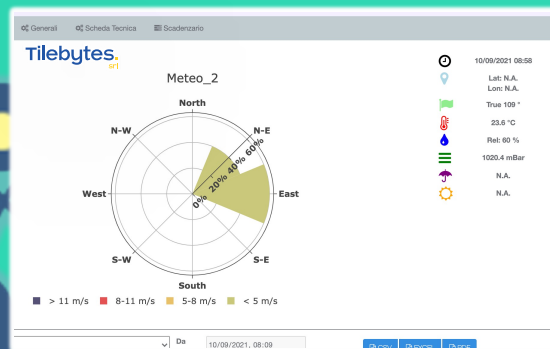 Generali Scheda Tecnica Scadenzario
Tilebytes
srl
Meteo_2
North
N-W
N-E
West
East
S-W
S-E
South
0% 20% 40% 60%
> 11 m/s 8-11 m/s 5-8 m/s < 5 m/s
10/09/2021 08:58
Lat: N.A.
Lon: N.A.
True 109 °
23.6 °C
Rel: 60 %
1020.4 mBar
N.A.
N.A.
Da
10/09/2021, 08:09
CSV EXCEL PDF